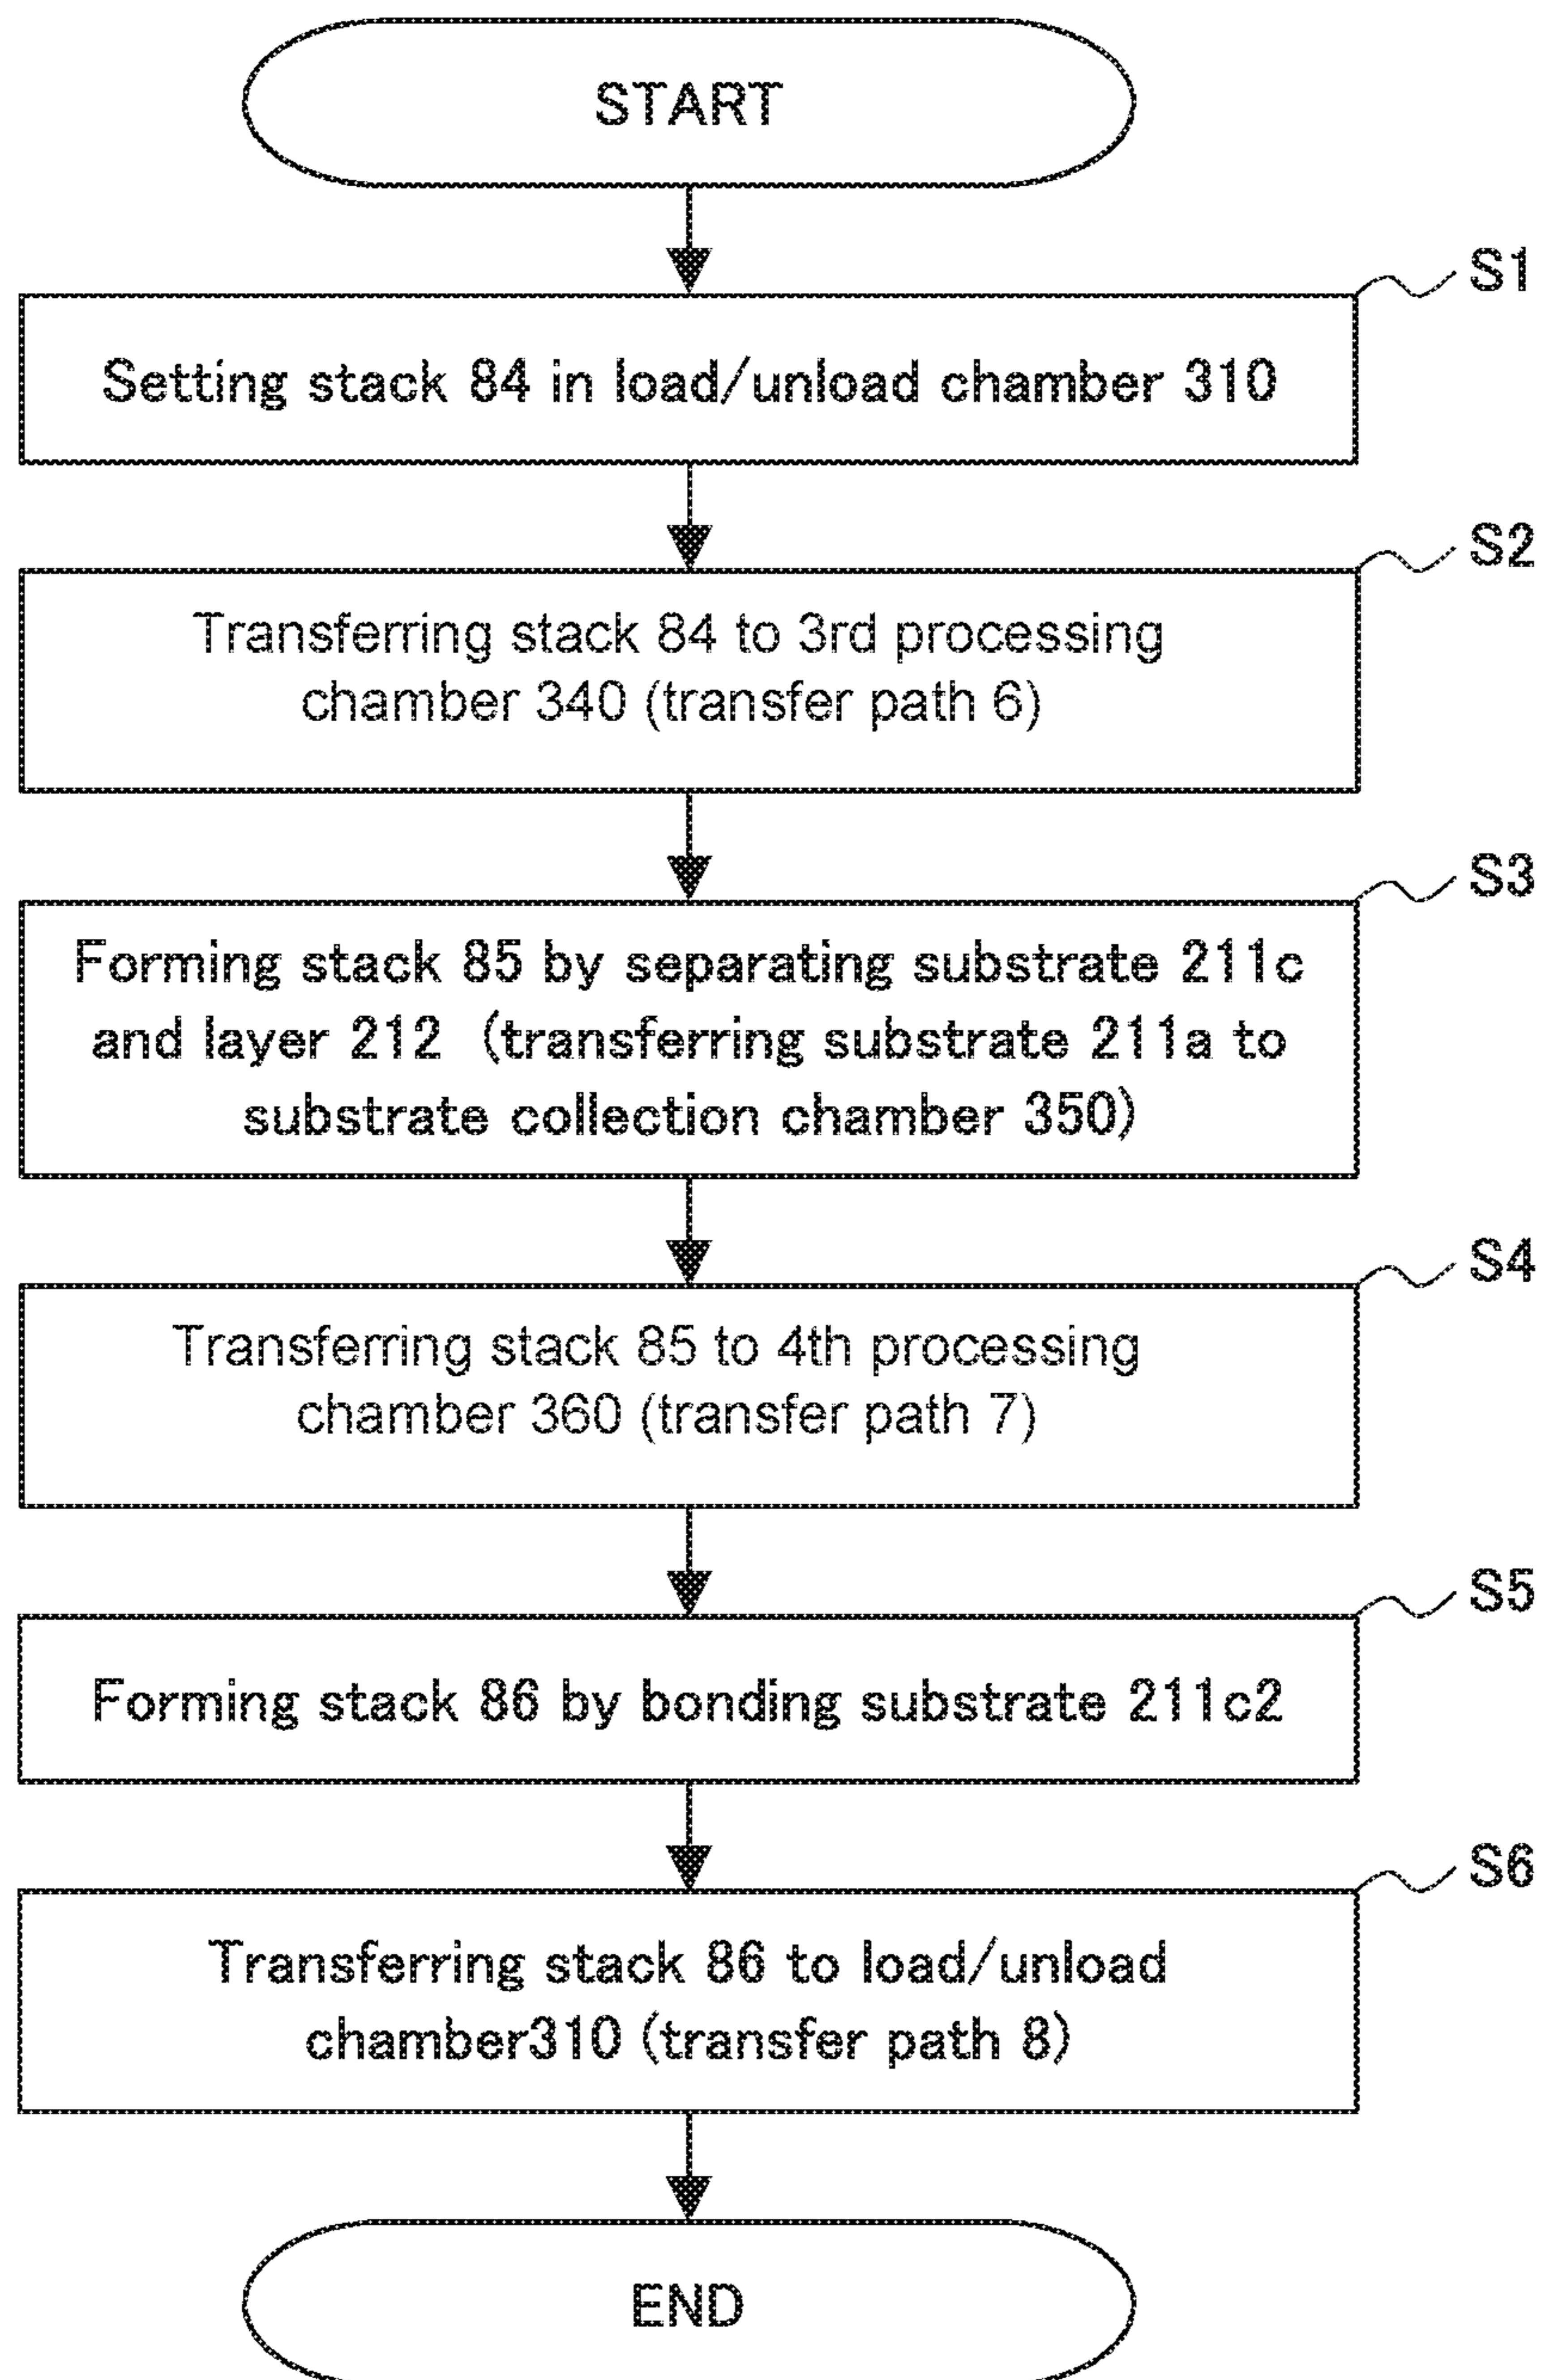 START
S1
Setting stack 84 in load/unload chamber 310
S2
Transferring stack 84 to 3rd processing
chamber 340 (transfer path 6)
S3
Forming stack 85 by separating substrate 211c
and layer 212 (transferring substrate 211a to
substrate collection chamber 350)
S4
Transferring stack 85 to 4th processing
chamber 360 (transfer path 7)
S5
Forming stack 86 by bonding substrate 211c2
S6
Transferring stack 86 to load/unload
chamber310 (transfer path 8)
END